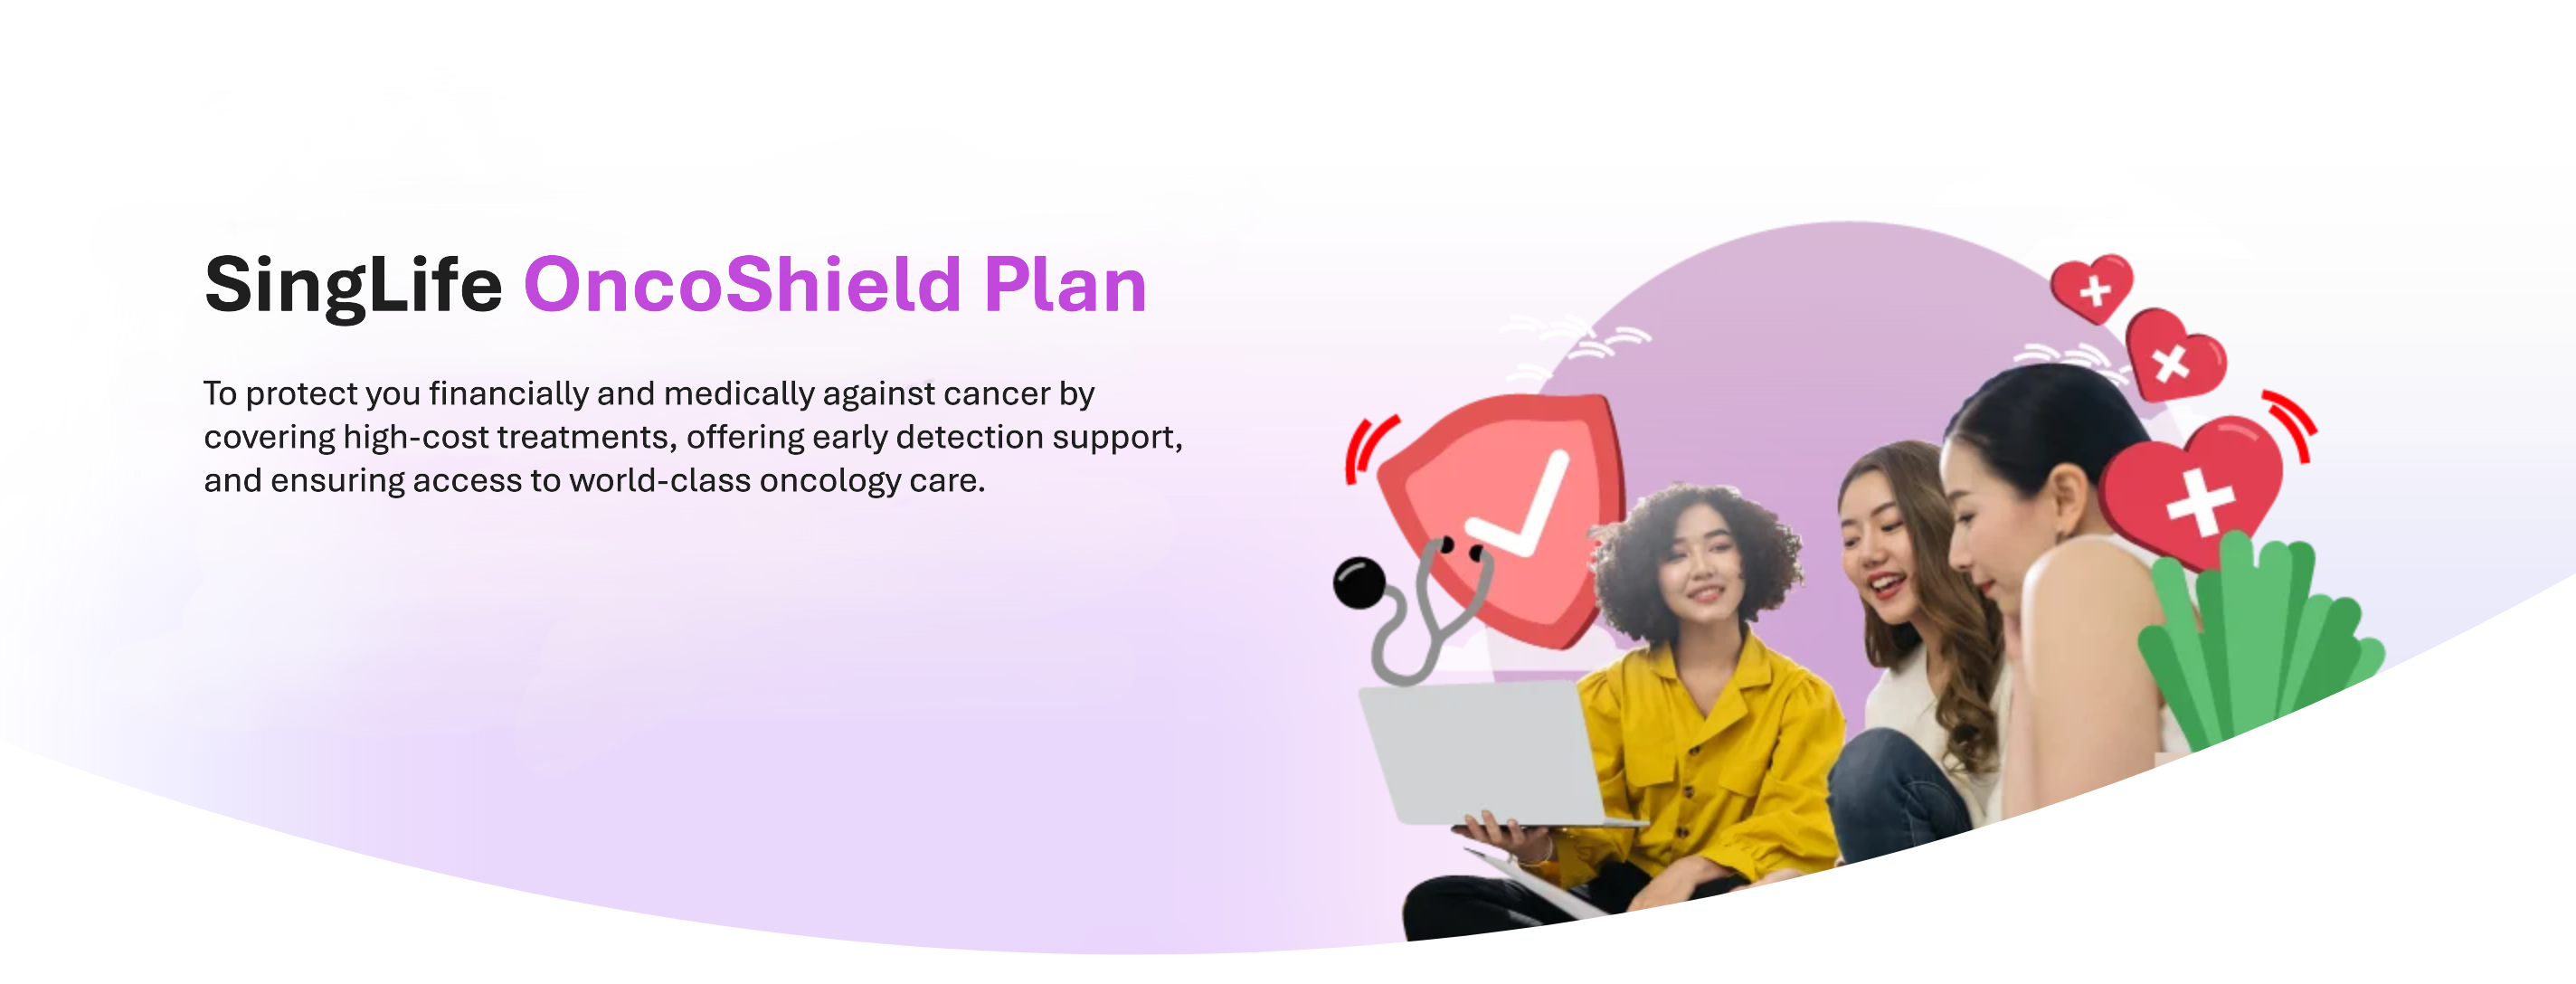 SingLife OncoShield Plan
To protect you financially and medically against cancer by
covering high-cost treatments, offering early detection support,
and ensuring access to world-class oncology care.